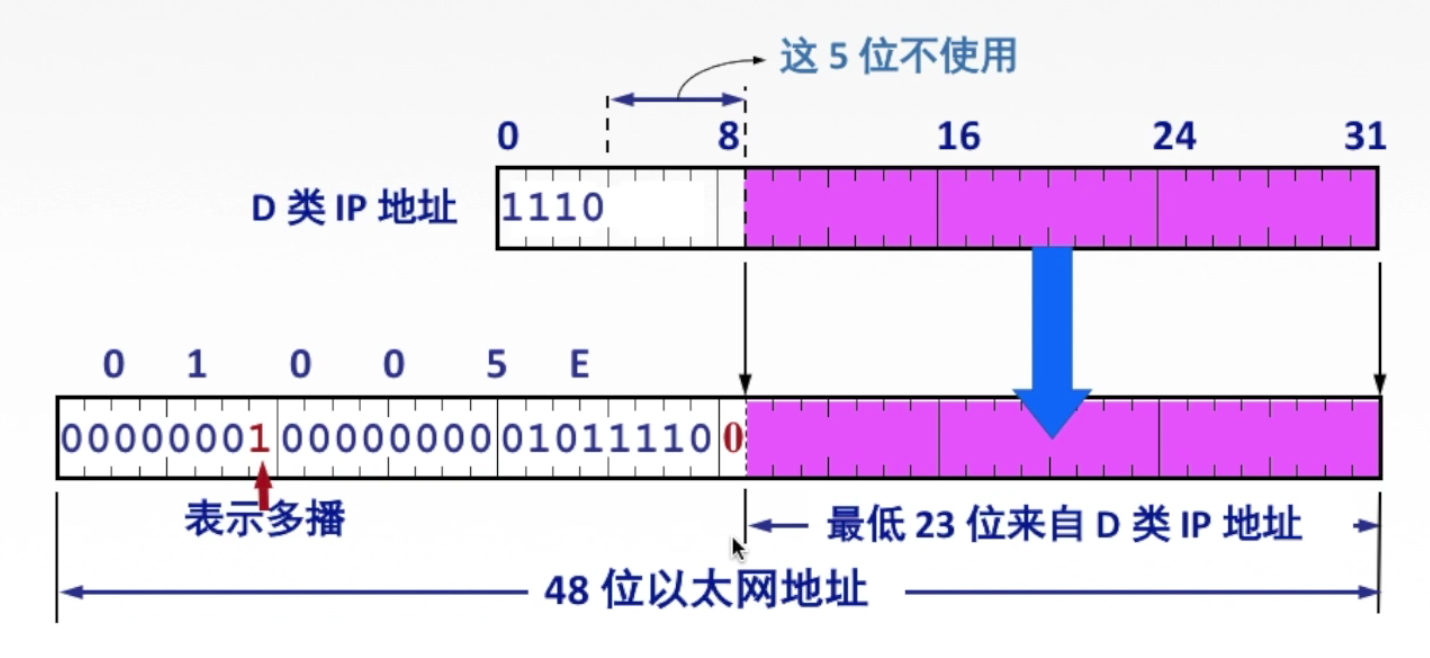 这 5 位不使用
0 8 16 24 31
D 类 IP 地址 1110
0 1 0 0 5 E
00000001 00000000 01011110 0
表示多播
最低 23 位来自 D 类 IP 地址
48 位以太网地址